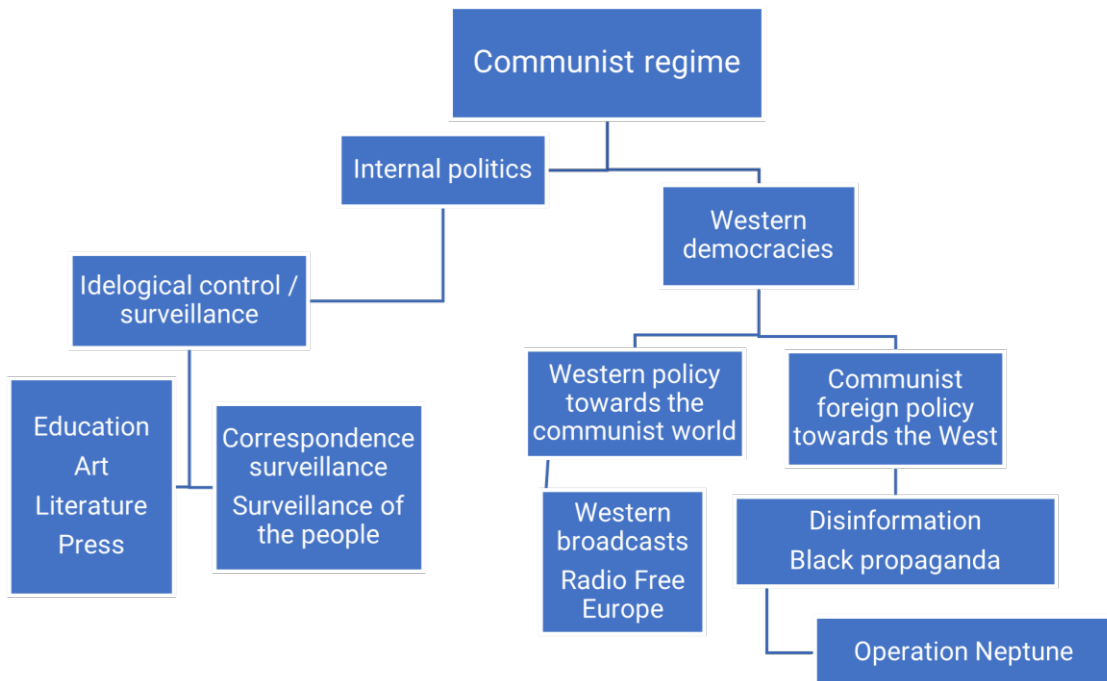 Communist regime
Internal politics
Western
democracies
Idelogical control /
surveillance
Western policy
towards the
communist world
Communist
foreign policy
towards the West
Education
Art
Literature
Press
Correspondence
surveillance
Surveillance of
the people
Western
broadcasts
Radio Free
Europe
Disinformation
Black propaganda
Operation Neptune